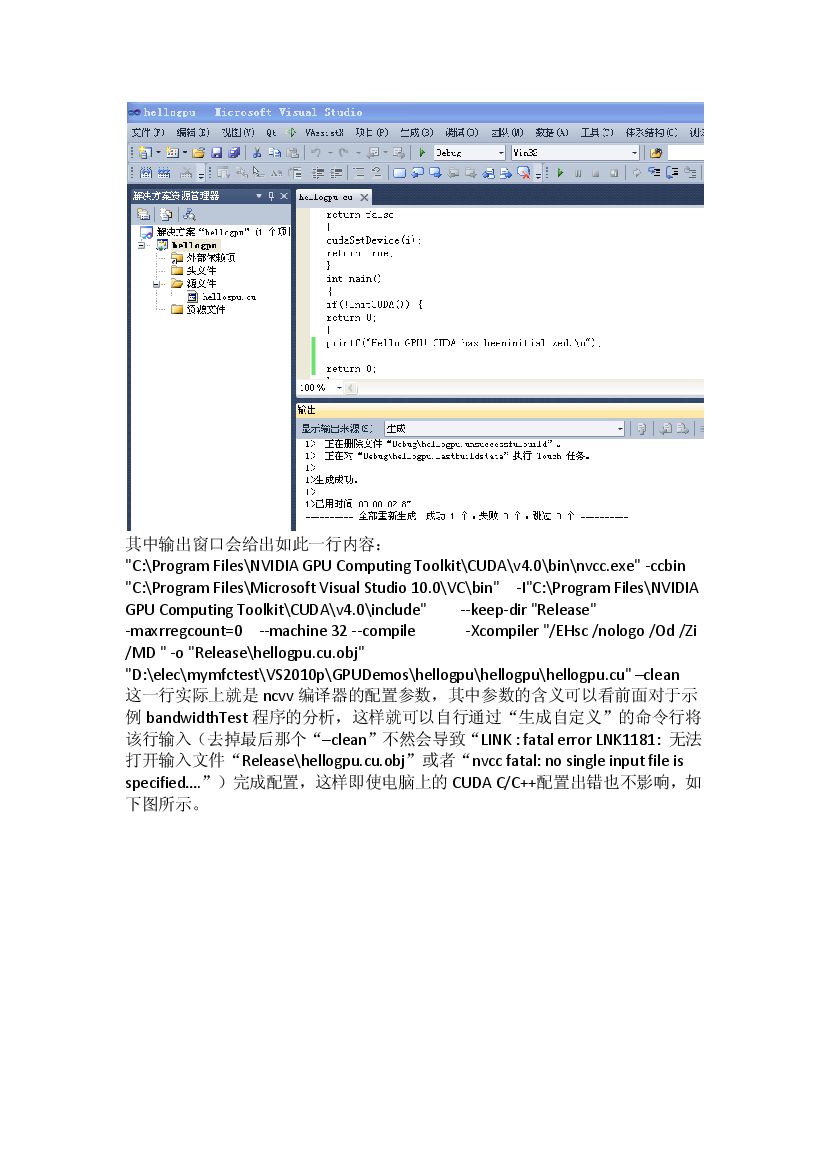 hellogpu - Microsoft Visual Studio
文件(F) 编辑(E) 视图(V) Qt VAssistX 项目(P) 生成(B) 调试(D) 团队(M) 数据(A) 工具(T) 体系结构(C)
Debug Win32
解决方案资源管理器
hellogpu.cu
解决方案“hellogpu”(1 个项
hellogpu
外部依赖项
头文件
源文件
hellogpu.cu
资源文件
return false
}
cudaSetDevice(i);
return true;
}
int main()
{
if(!InitCUDA()) {
return 0;
}
printf("Hello GPU! CUDA has beeninitialized.\n");
return 0;
100 %
输出
显示输出来源(S): 生成
1> 正在删除文件“Debug\hellogpu.unsuccessfulbuild”。
1> 正在对“Debug\hellogpu.lastbuildstate”执行 Touch 任务。
1>
1>生成成功。
1>
1>已用时间 00:00:02.87
========== 全部重新生成: 成功 1 个，失败 0 个，跳过 0 个 ==========
其中输出窗口会给出如此一行内容：
"C:\Program Files\NVIDIA GPU Computing Toolkit\CUDA\v4.0\bin\nvcc.exe" -ccbin
"C:\Program Files\Microsoft Visual Studio 10.0\VC\bin" -I"C:\Program Files\NVIDIA
GPU Computing Toolkit\CUDA\v4.0\include" --keep-dir "Release"
-maxrregcount=0 --machine 32 --compile -Xcompiler "/EHsc /nologo /Od /Zi
/MD " -o "Release\hellogpu.cu.obj"
"D:\elec\mymfctest\VS2010p\GPUDemos\hellogpu\hellogpu\hellogpu.cu" –clean
这一行实际上就是 ncvv 编译器的配置参数，其中参数的含义可以看前面对于示
例 bandwidthTest 程序的分析，这样就可以自行通过“生成自定义”的命令行将
该行输入（去掉最后那个“–clean”不然会导致“LINK : fatal error LNK1181: 无法
打开输入文件“Release\hellogpu.cu.obj”或者“nvcc fatal: no single input file is
specified....”）完成配置，这样即使电脑上的 CUDA C/C++配置出错也不影响，如
下图所示。